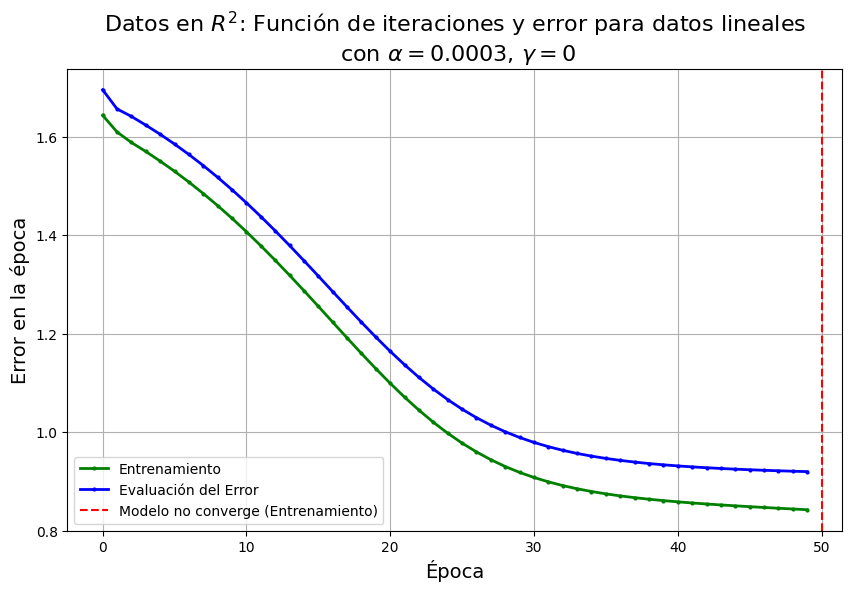 Datos en $R^2$: Función de iteraciones y error para datos lineales
con $\alpha = 0.0003$, $\gamma = 0$
Error en la época
1.6
1.4
1.2
1.0
0.8
Entrenamiento
Evaluación del Error
Modelo no converge (Entrenamiento)
0 10 20 30 40 50
Época